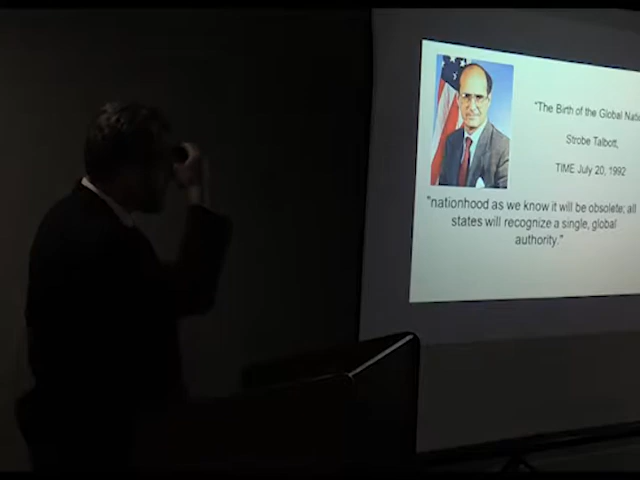 "The Birth of the Global
Strobe Talbott,
TIME July 20, 1992
"nationhood as we know it will be obsolete; all
states will recognize a single, global
authority."